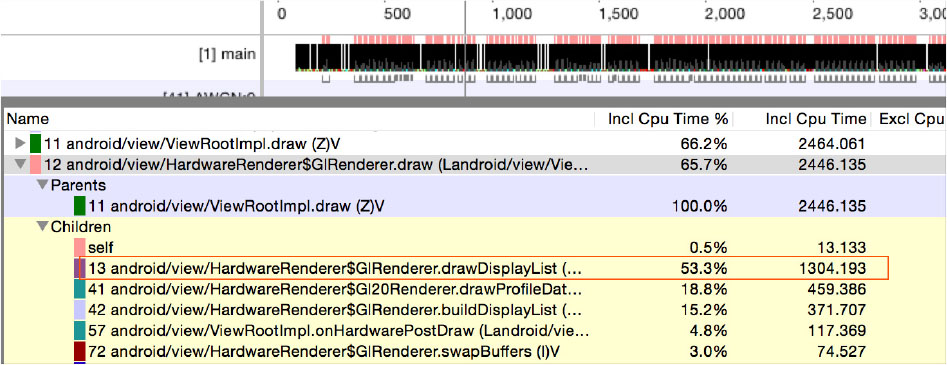 0 500 1,000 1,500 2,000 2,500 3,0
[1] main
Name Incl Cpu Time % Incl Cpu Time Excl Cpu
11 android/view/ViewRootImpl.draw (Z)V 66.2% 2464.061
12 android/view/HardwareRenderer$GlRenderer.draw (Landroid/view/Vie... 65.7% 2446.135
Parents
11 android/view/ViewRootImpl.draw (Z)V 100.0% 2446.135
Children
self 0.5% 13.133
13 android/view/HardwareRenderer$GlRenderer.drawDisplayList (... 53.3% 1304.193
41 android/view/HardwareRenderer$Gl20Renderer.drawProfileDat... 18.8% 459.386
42 android/view/HardwareRenderer$GlRenderer.buildDisplayList (... 15.2% 371.707
57 android/view/ViewRootImpl.onHardwarePostDraw (Landroid/vie... 4.8% 117.369
72 android/view/HardwareRenderer$GlRenderer.swapBuffers (I)V 3.0% 74.527